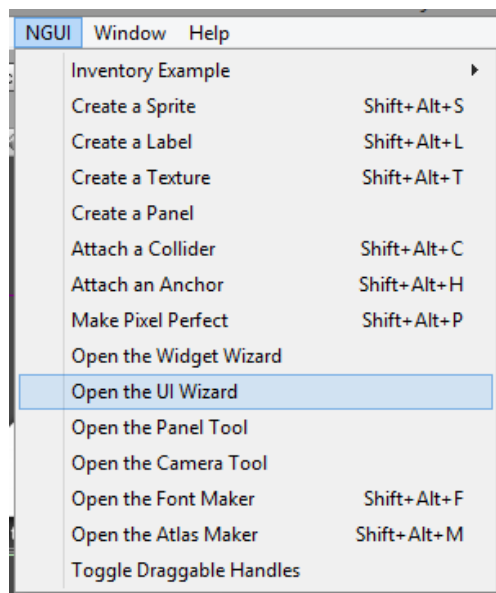 NGUI Window Help
Inventory Example
Create a Sprite Shift+Alt+S
Create a Label Shift+Alt+L
Create a Texture Shift+Alt+T
Create a Panel
Attach a Collider Shift+Alt+C
Attach an Anchor Shift+Alt+H
Make Pixel Perfect Shift+Alt+P
Open the Widget Wizard
Open the UI Wizard
Open the Panel Tool
Open the Camera Tool
Open the Font Maker Shift+Alt+F
Open the Atlas Maker Shift+Alt+M
Toggle Draggable Handles